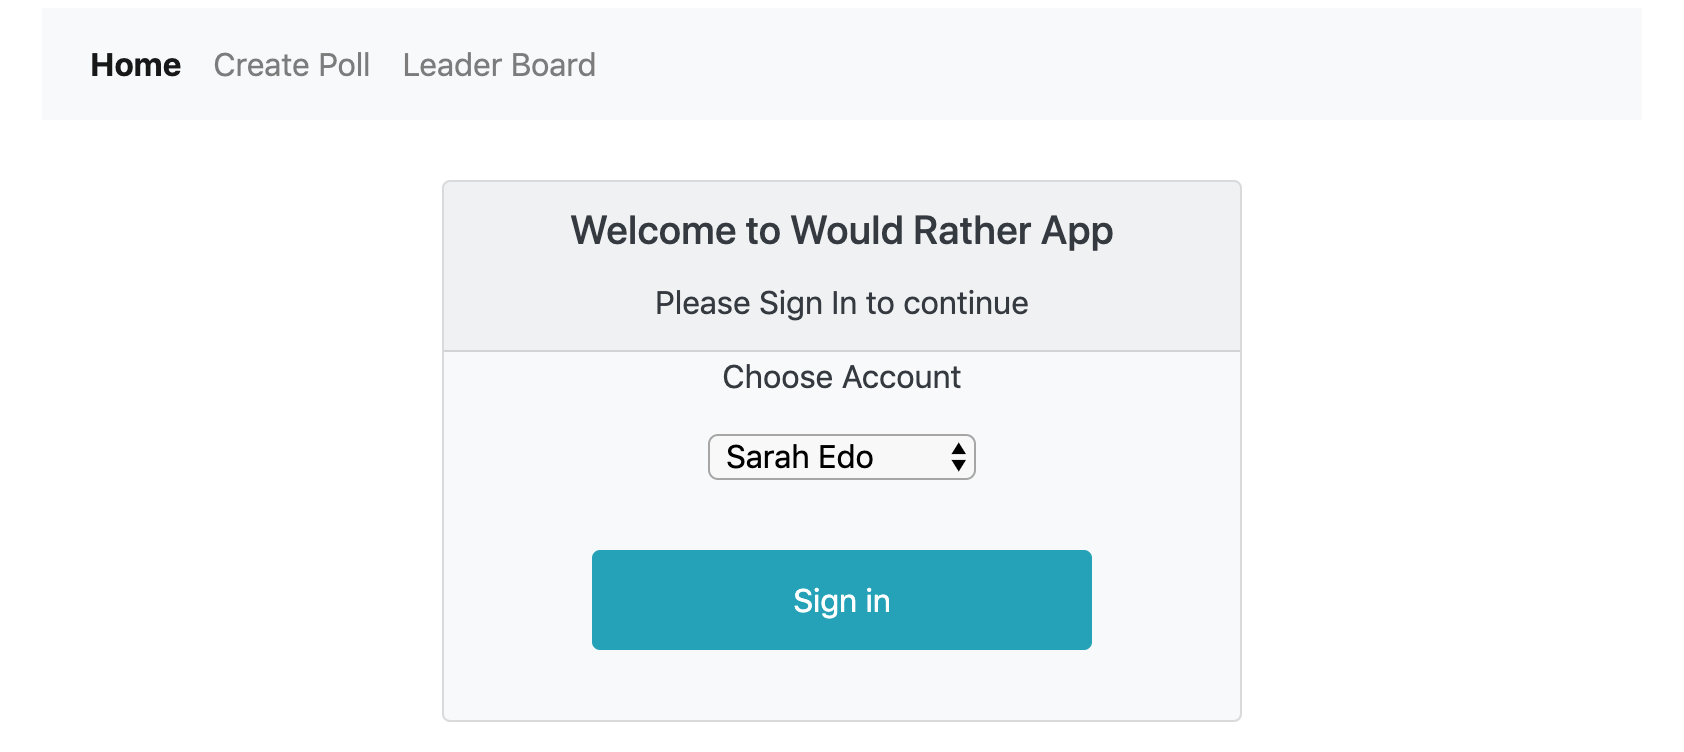 Home Create Poll Leader Board
Welcome to Would Rather App
Please Sign In to continue
Choose Account
Sarah Edo
Sign in